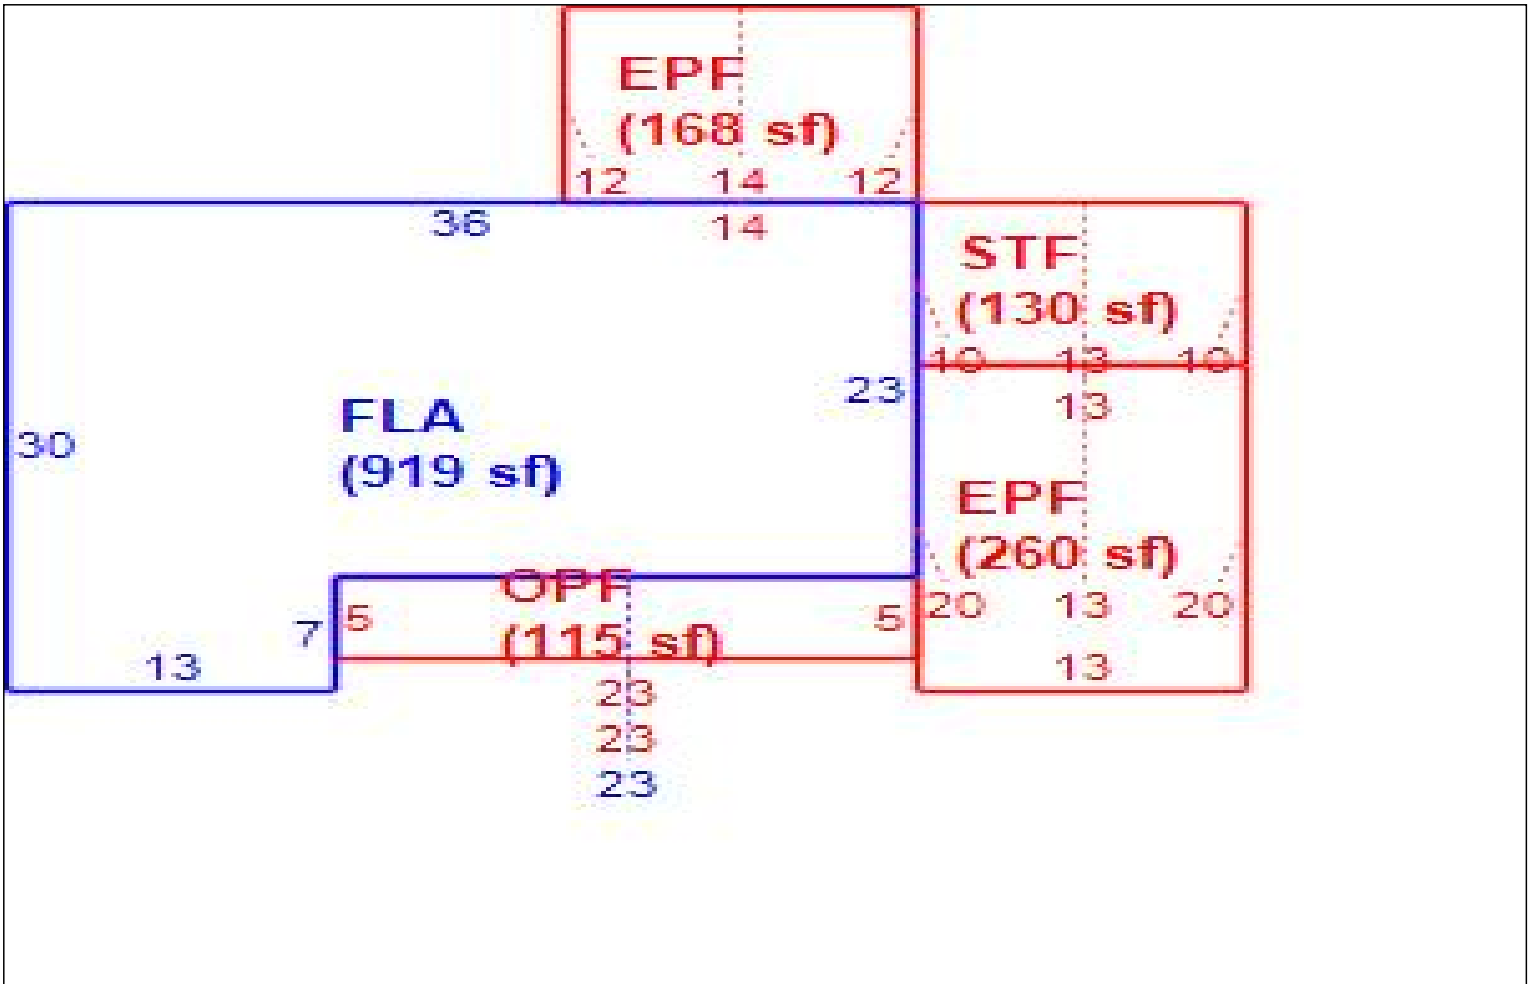 EPF
(168 sf)
12 14 12
36 14
STF
(130 sf)
10 13 10
23
13
FLA
(919 sf)
30
EPF
(260 sf)
OPF
(115 sf)
7 5 5
20 13 20
13
13
23
23
23